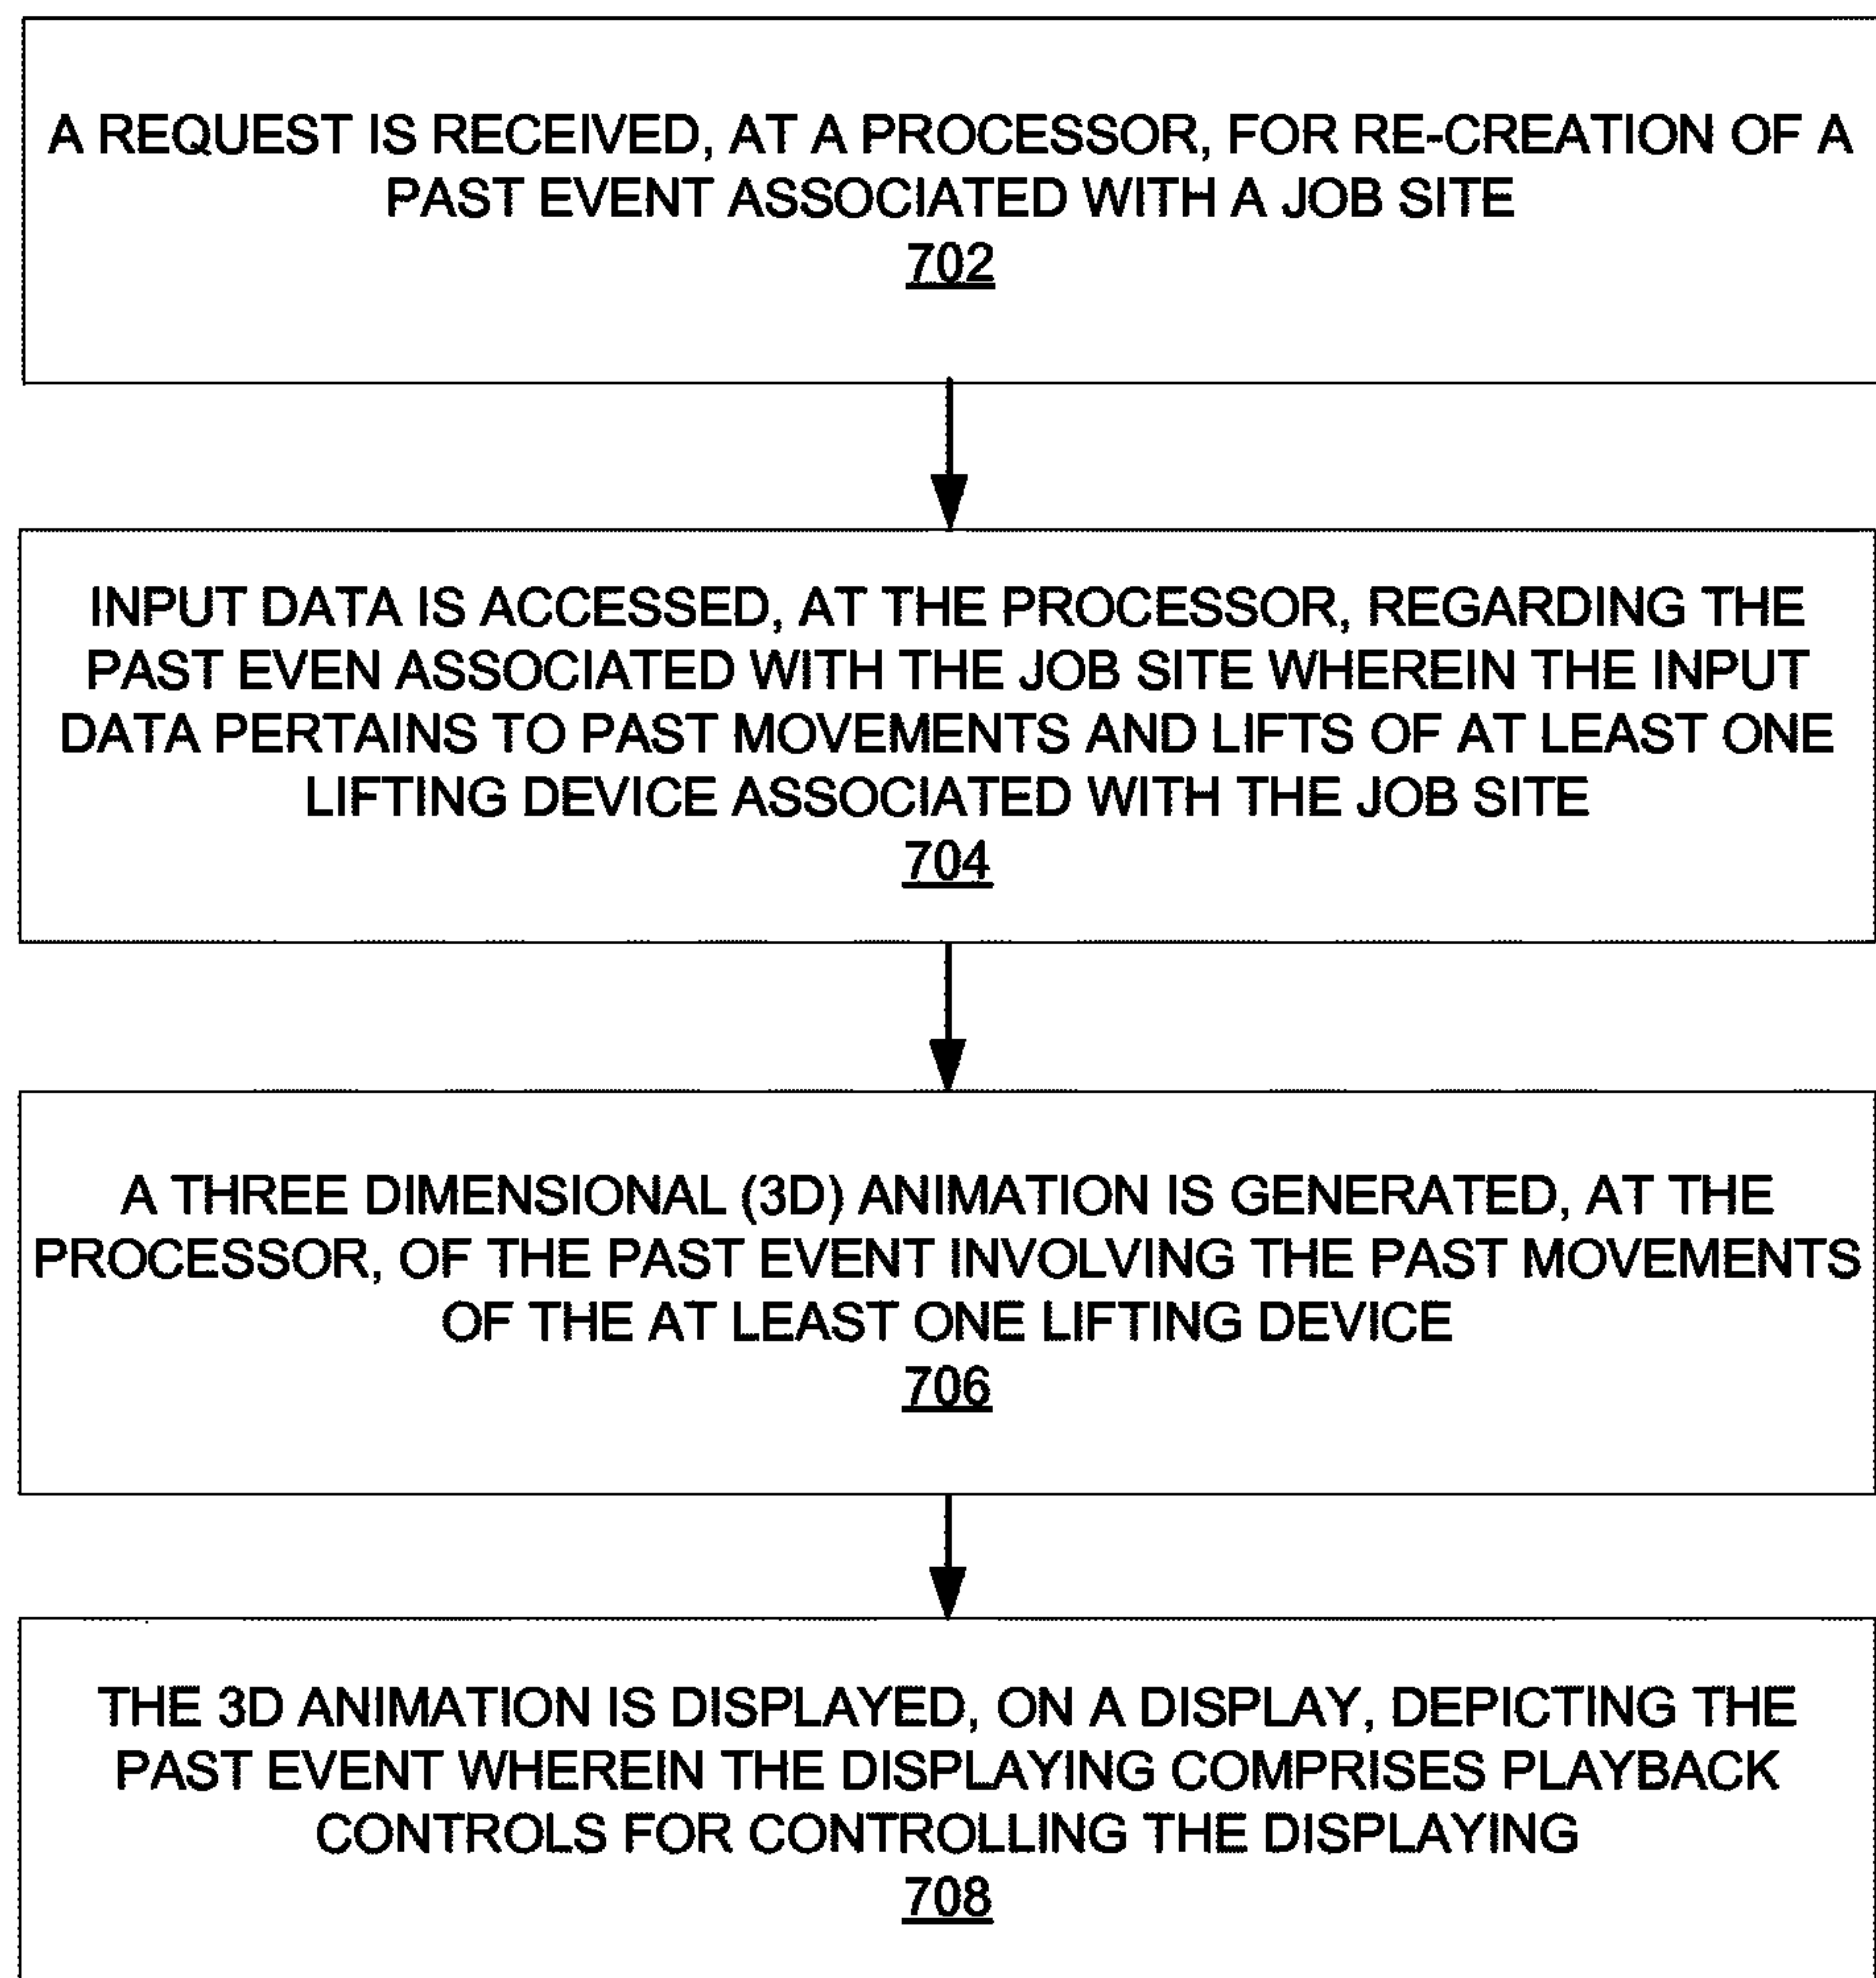 A REQUEST IS RECEIVED, AT A PROCESSOR, FOR RE-CREATION OF A
PAST EVENT ASSOCIATED WITH A JOB SITE
702
INPUT DATA IS ACCESSED, AT THE PROCESSOR, REGARDING THE
PAST EVEN ASSOCIATED WITH THE JOB SITE WHEREIN THE INPUT
DATA PERTAINS TO PAST MOVEMENTS AND LIFTS OF AT LEAST ONE
LIFTING DEVICE ASSOCIATED WITH THE JOB SITE
704
A THREE DIMENSIONAL (3D) ANIMATION IS GENERATED, AT THE
PROCESSOR, OF THE PAST EVENT INVOLVING THE PAST MOVEMENTS
OF THE AT LEAST ONE LIFTING DEVICE
706
THE 3D ANIMATION IS DISPLAYED, ON A DISPLAY, DEPICTING THE
PAST EVENT WHEREIN THE DISPLAYING COMPRISES PLAYBACK
CONTROLS FOR CONTROLLING THE DISPLAYING
708